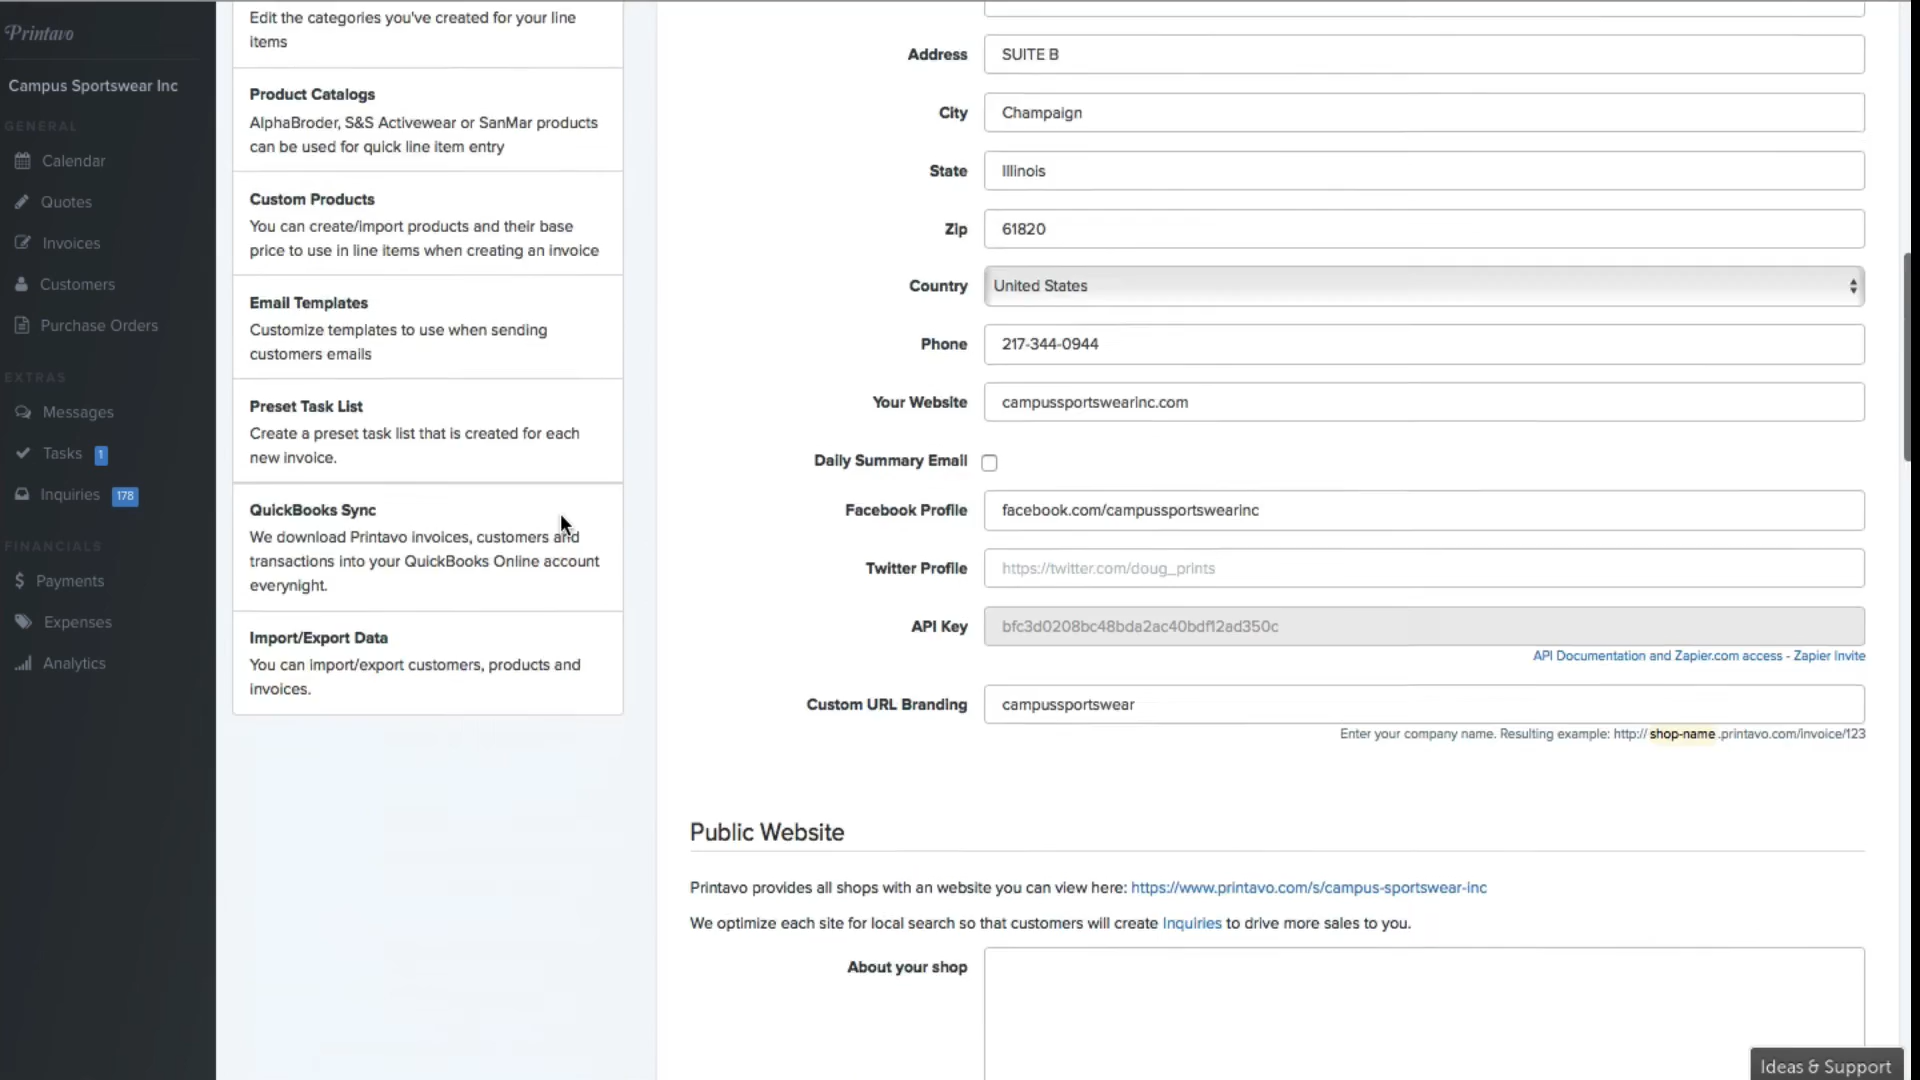 Printavo
Campus Sportswear Inc
GENERAL
Calendar
Quotes
Invoices
Customers
Purchase Orders
EXTRAS
Messages
Tasks 1
Inquiries 178
FINANCIALS
Payments
Expenses
Analytics
Edit the categories you've created for your line
items
Product Catalogs
AlphaBroder, S&S Activewear or SanMar products
can be used for quick line item entry
Custom Products
You can create/import products and their base
price to use in line items when creating an invoice
Email Templates
Customize templates to use when sending
customers emails
Preset Task List
Create a preset task list that is created for each
new invoice.
QuickBooks Sync
We download Printavo invoices, customers and
transactions into your QuickBooks Online account
everynight.
Import/Export Data
You can import/export customers, products and
invoices.
Address SUITE B
City Champaign
State Illinois
Zip 61820
Country United States
Phone 217-344-0944
Your Website campussportswearinc.com
Daily Summary Email
Facebook Profile facebook.com/campussportswearinc
Twitter Profile https://twitter.com/doug_prints
API Key bfc3d0208bc48bda2ac40bdf12ad350c
API Documentation and Zapier.com access - Zapier Invite
Custom URL Branding campussportswear
Enter your company name. Resulting example: http:// shop-name .printavo.com/invoice/123
Public Website
Printavo provides all shops with an website you can view here: https://www.printavo.com/s/campus-sportswear-inc
We optimize each site for local search so that customers will create Inquiries to drive more sales to you.
About your shop
Ideas & Support